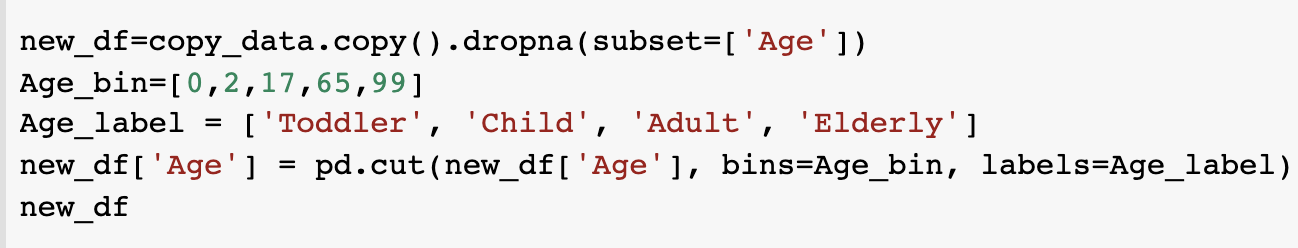 new_df=copy_data.copy().dropna(subset=['Age'])
Age_bin=[0,2,17,65,99]
Age_label = ['Toddler', 'Child', 'Adult', 'Elderly']
new_df['Age'] = pd.cut(new_df['Age'], bins=Age_bin, labels=Age_label)
new_df